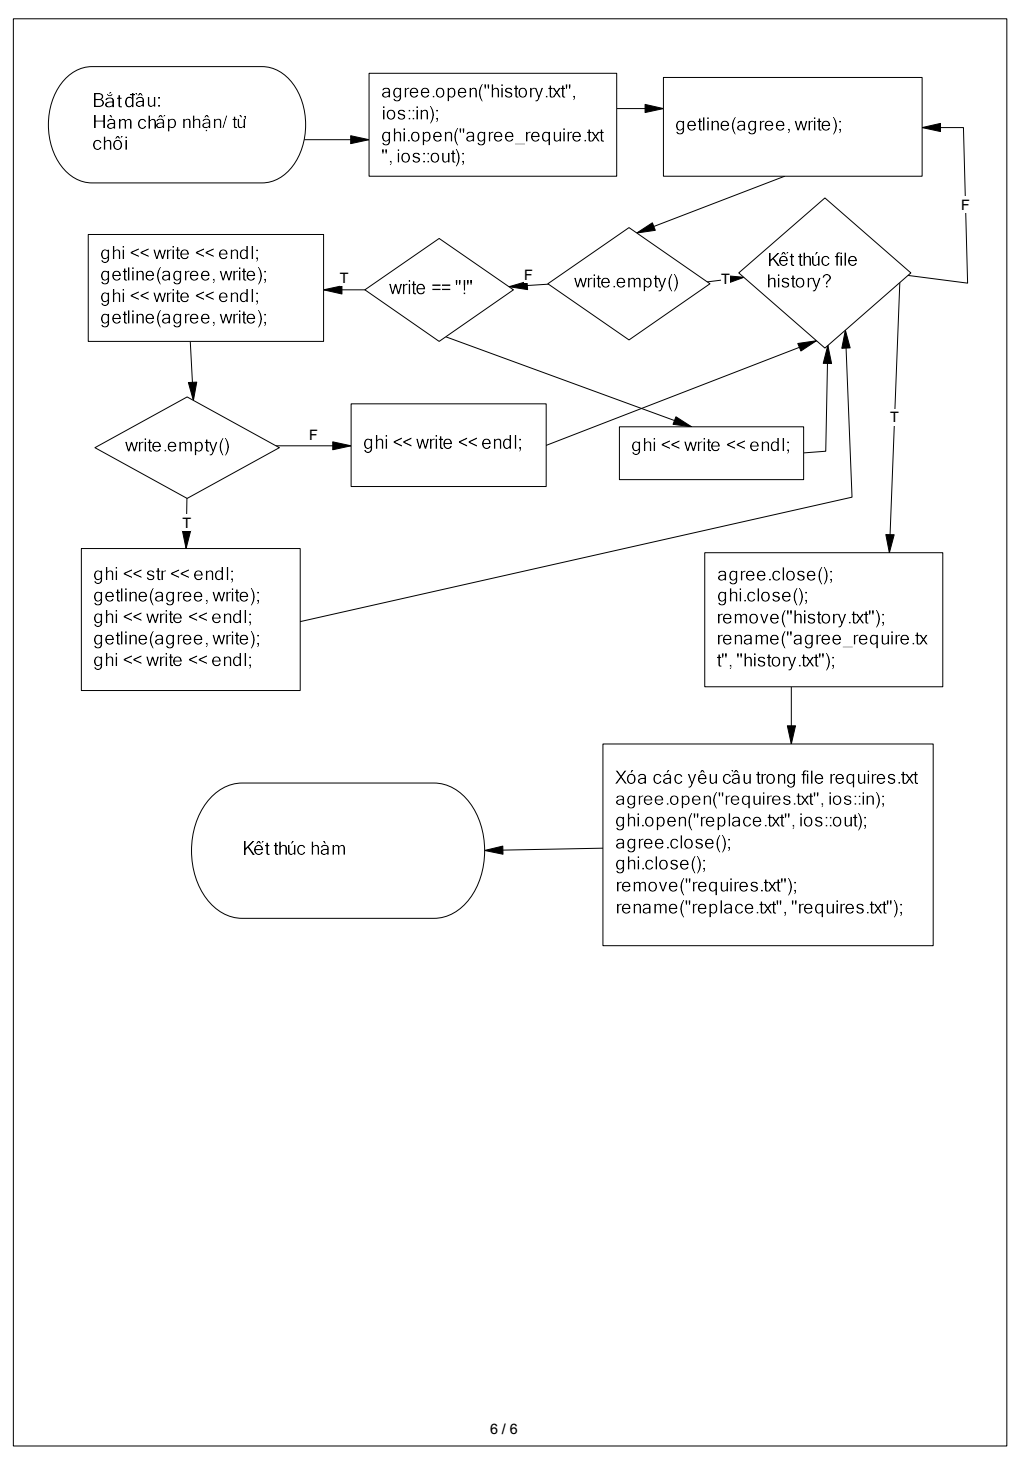 Bắt đầu:
Hàm chấp nhận/ từ
chối
agree.open("history.txt",
ios::in);
ghi.open("agree_require.txt
", ios::out);
getline(agree, write);
F
ghi << write << endl;
getline(agree, write);
ghi << write << endl;
getline(agree, write);
T
write == "!"
F
write.empty()
T
Kết thúc file
history?
write.empty()
F
ghi << write << endl;
ghi << write << endl;
T
T
ghi << str << endl;
getline(agree, write);
ghi << write << endl;
getline(agree, write);
ghi << write << endl;
agree.close();
ghi.close();
remove("history.txt");
rename("agree_require.tx
t", "history.txt");
Xóa các yêu cầu trong file requires.txt
agree.open("requires.txt", ios::in);
ghi.open("replace.txt", ios::out);
agree.close();
ghi.close();
remove("requires.txt");
rename("replace.txt", "requires.txt");
Kết thúc hàm
6 / 6